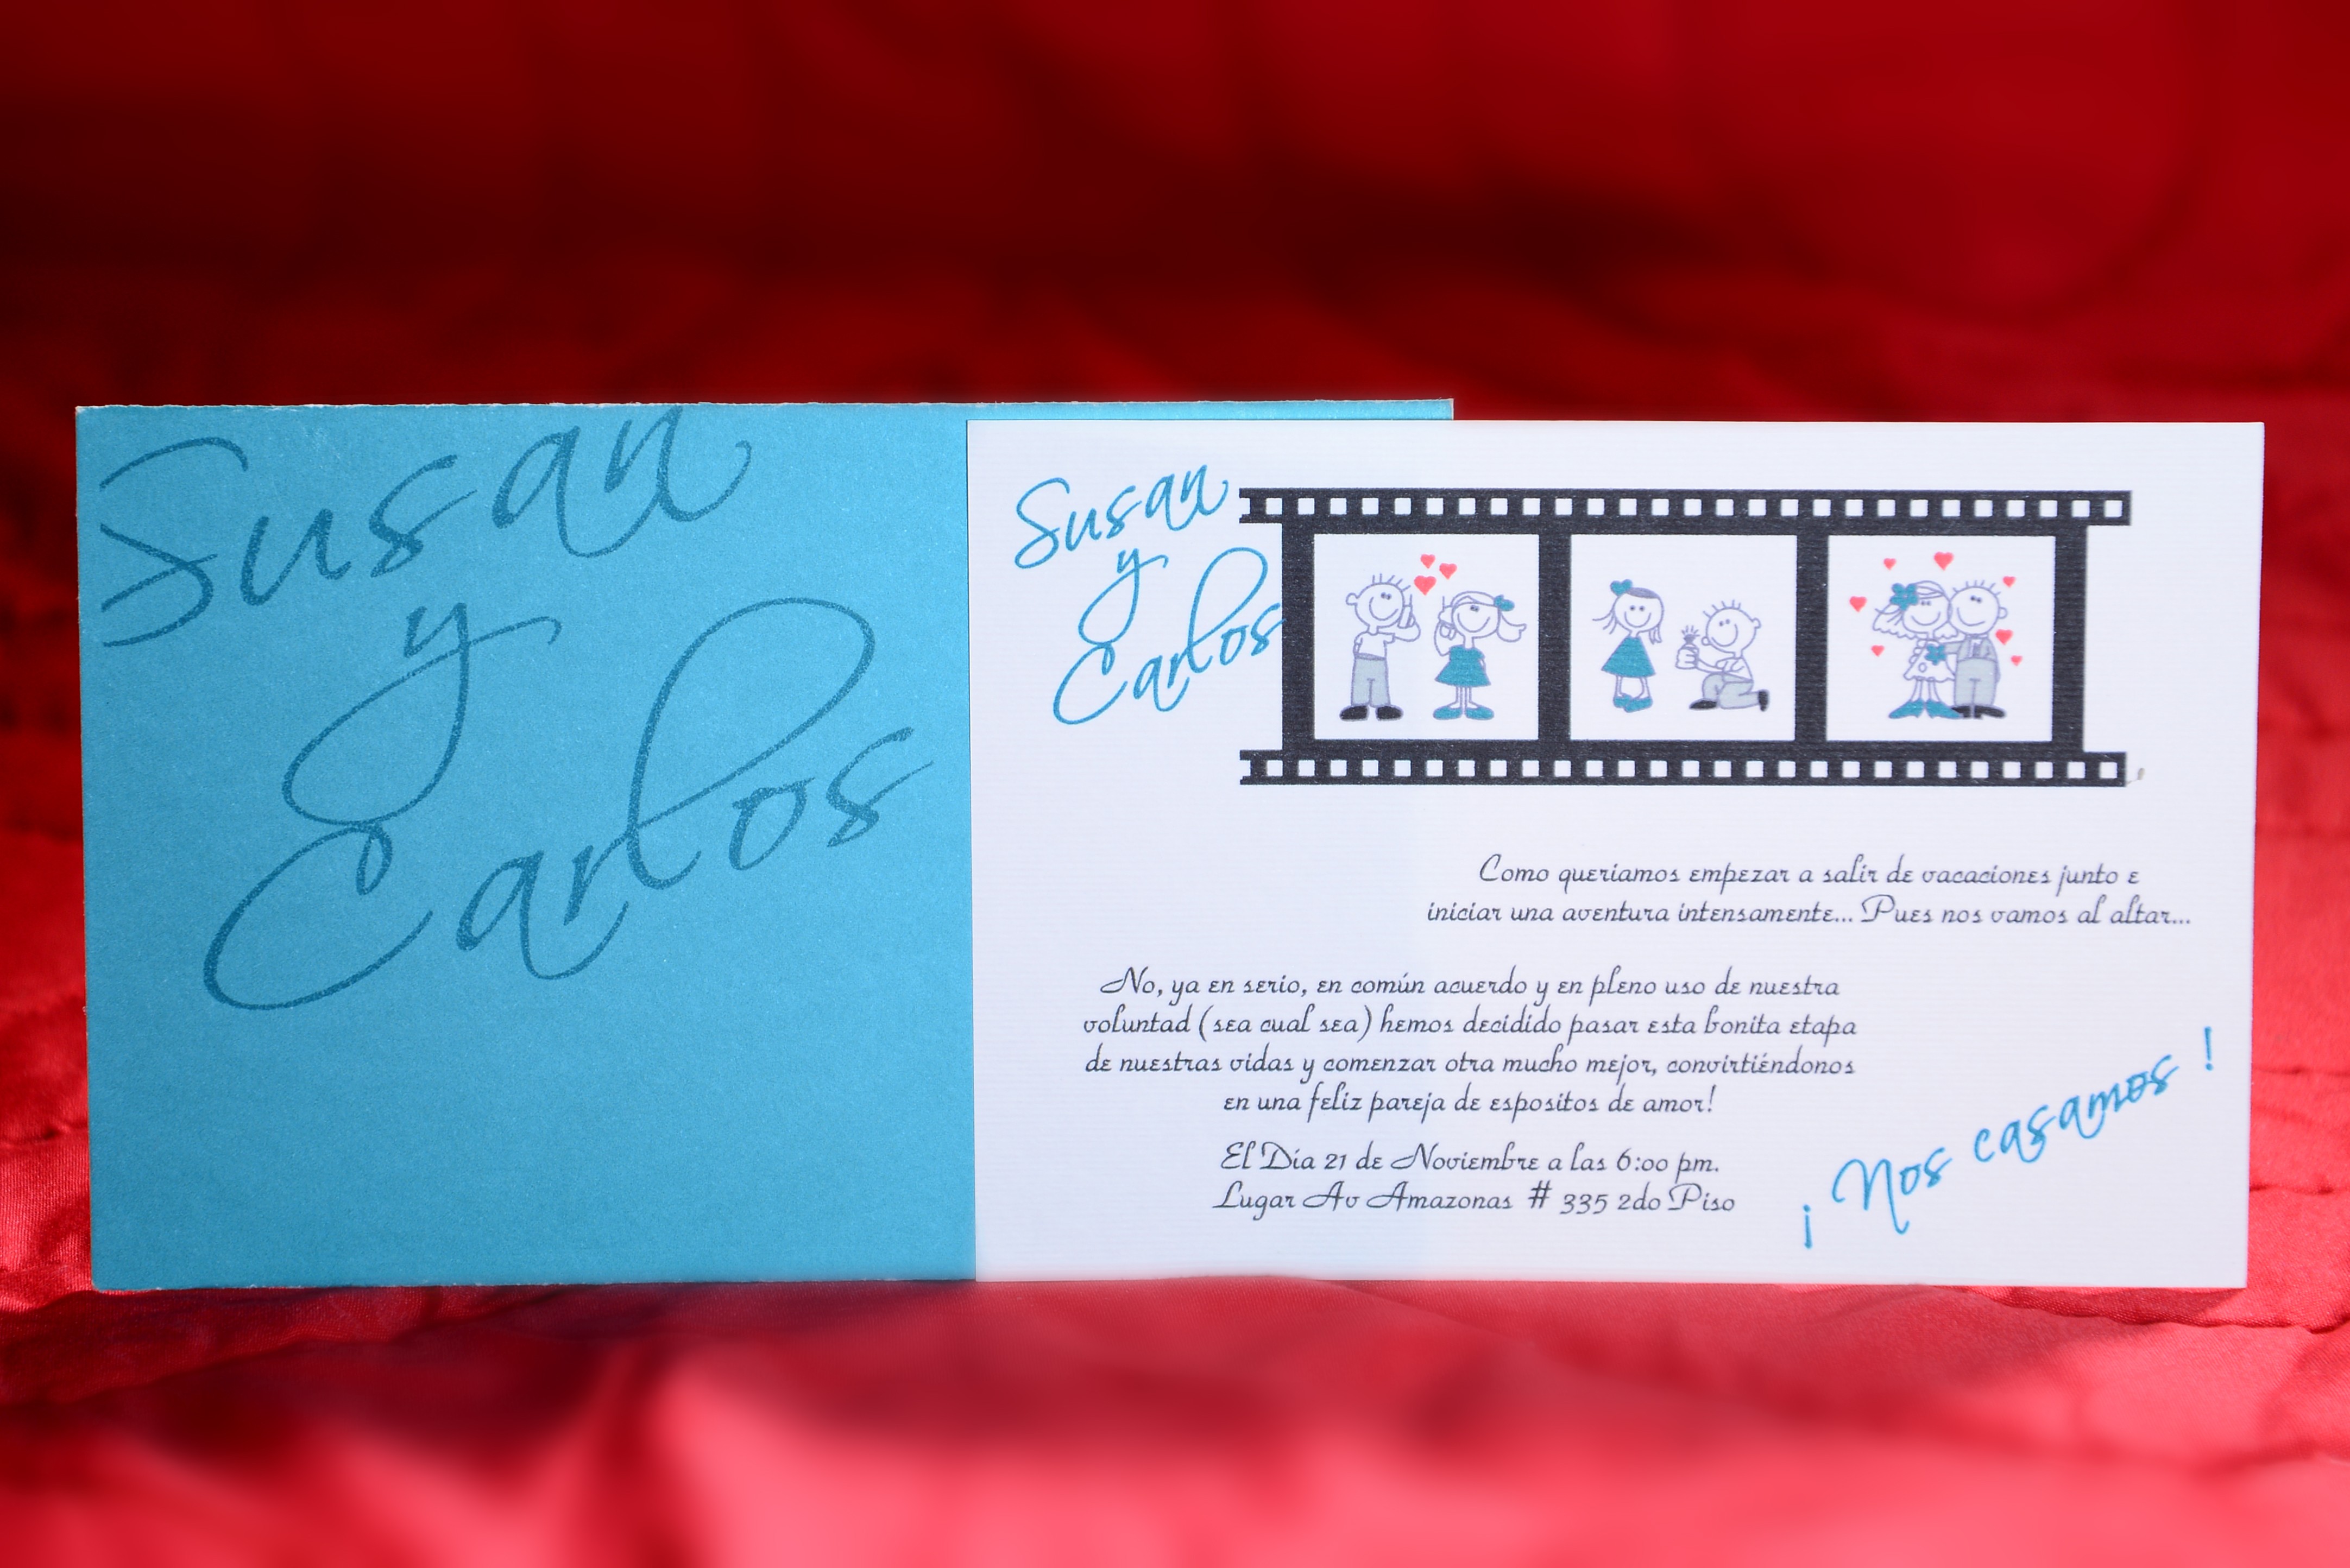 Susan
y
Carlos
Susan
y
Carlos
Como queriamos empezar a salir de vacaciones junto e
iniciar una aventura intensamente... Pues nos vamos al altar...
No, ya en serio, en común acuerdo y en pleno uso de nuestra
voluntad (sea cual sea) hemos decidido pasar esta bonita etapa
de nuestras vidas y comenzar otra mucho mejor, convirtiéndonos
en una feliz pareja de espositos de amor!
El Día 21 de Noviembre a las 6:00 pm.
Lugar Av Amazonas # 335 2do Piso
¡Nos casamos!